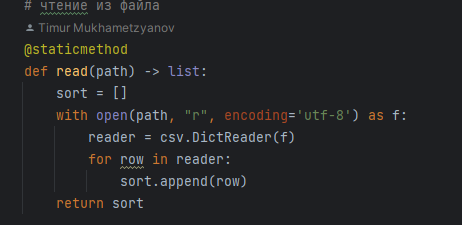 # чтение из файла
Timur Mukhametzyanov
@staticmethod
def read(path) -> list:
    sort = []
    with open(path, "r", encoding='utf-8') as f:
        reader = csv.DictReader(f)
        for row in reader:
            sort.append(row)
    return sort